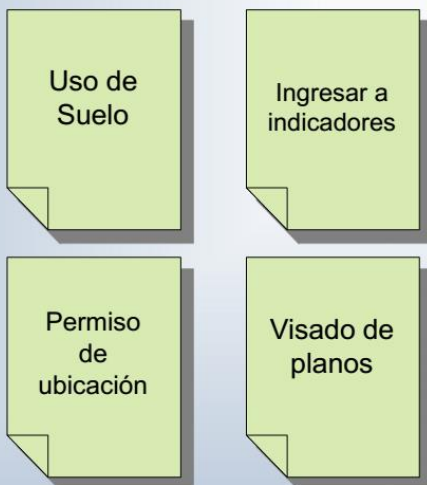 Uso de
Suelo
Ingresar a
indicadores
Permiso
de
ubicación
Visado de
planos